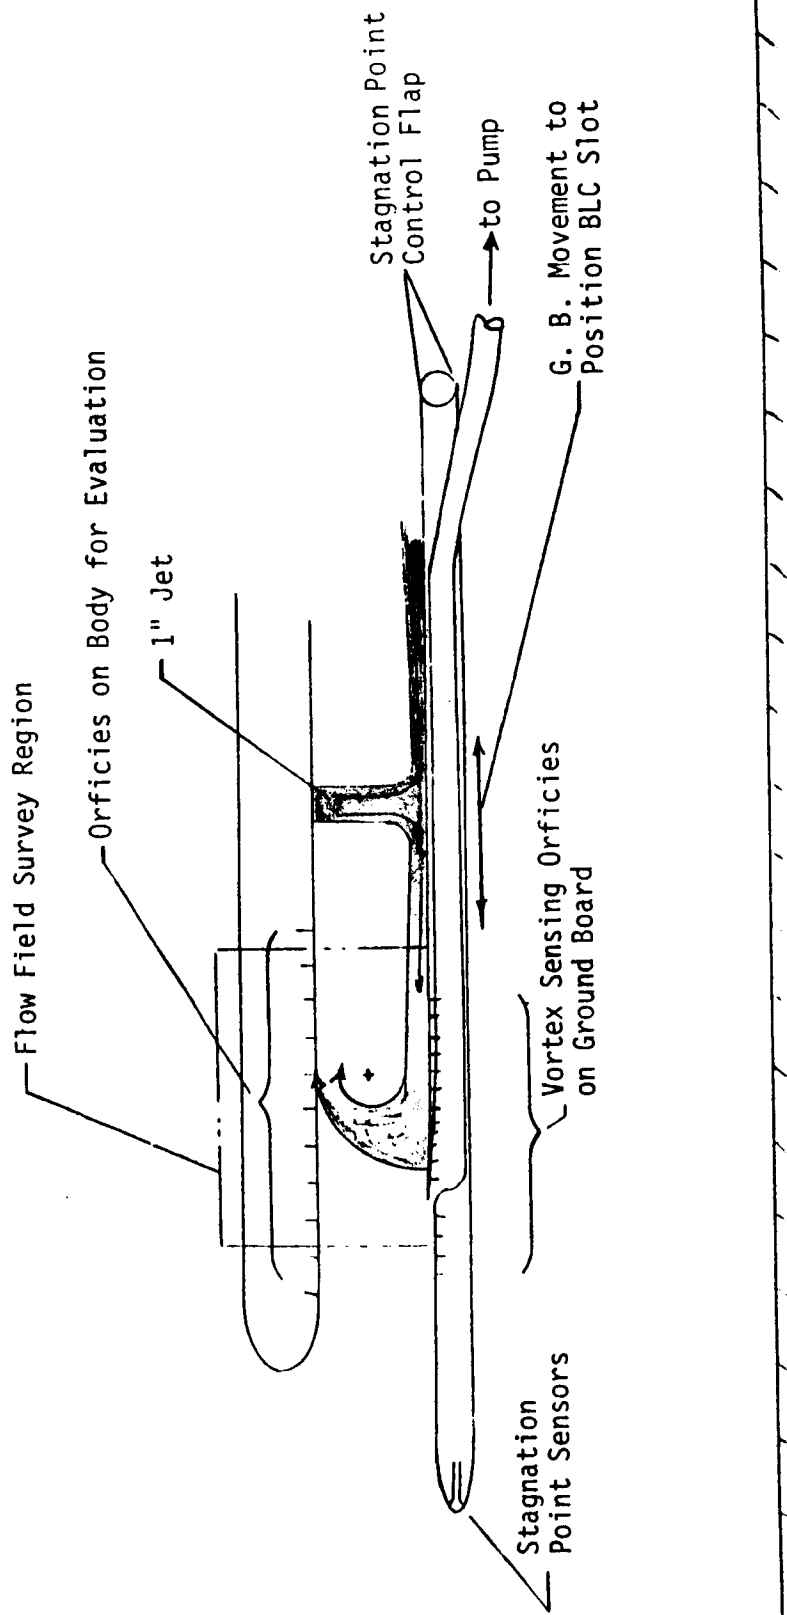 Flow Field Survey Region
Orficies on Body for Evaluation
1" Jet
Stagnation Point
Control Flap
to Pump
G. B. Movement to
Position BLC Slot
Vortex Sensing Orficies
on Ground Board
Stagnation
Point Sensors